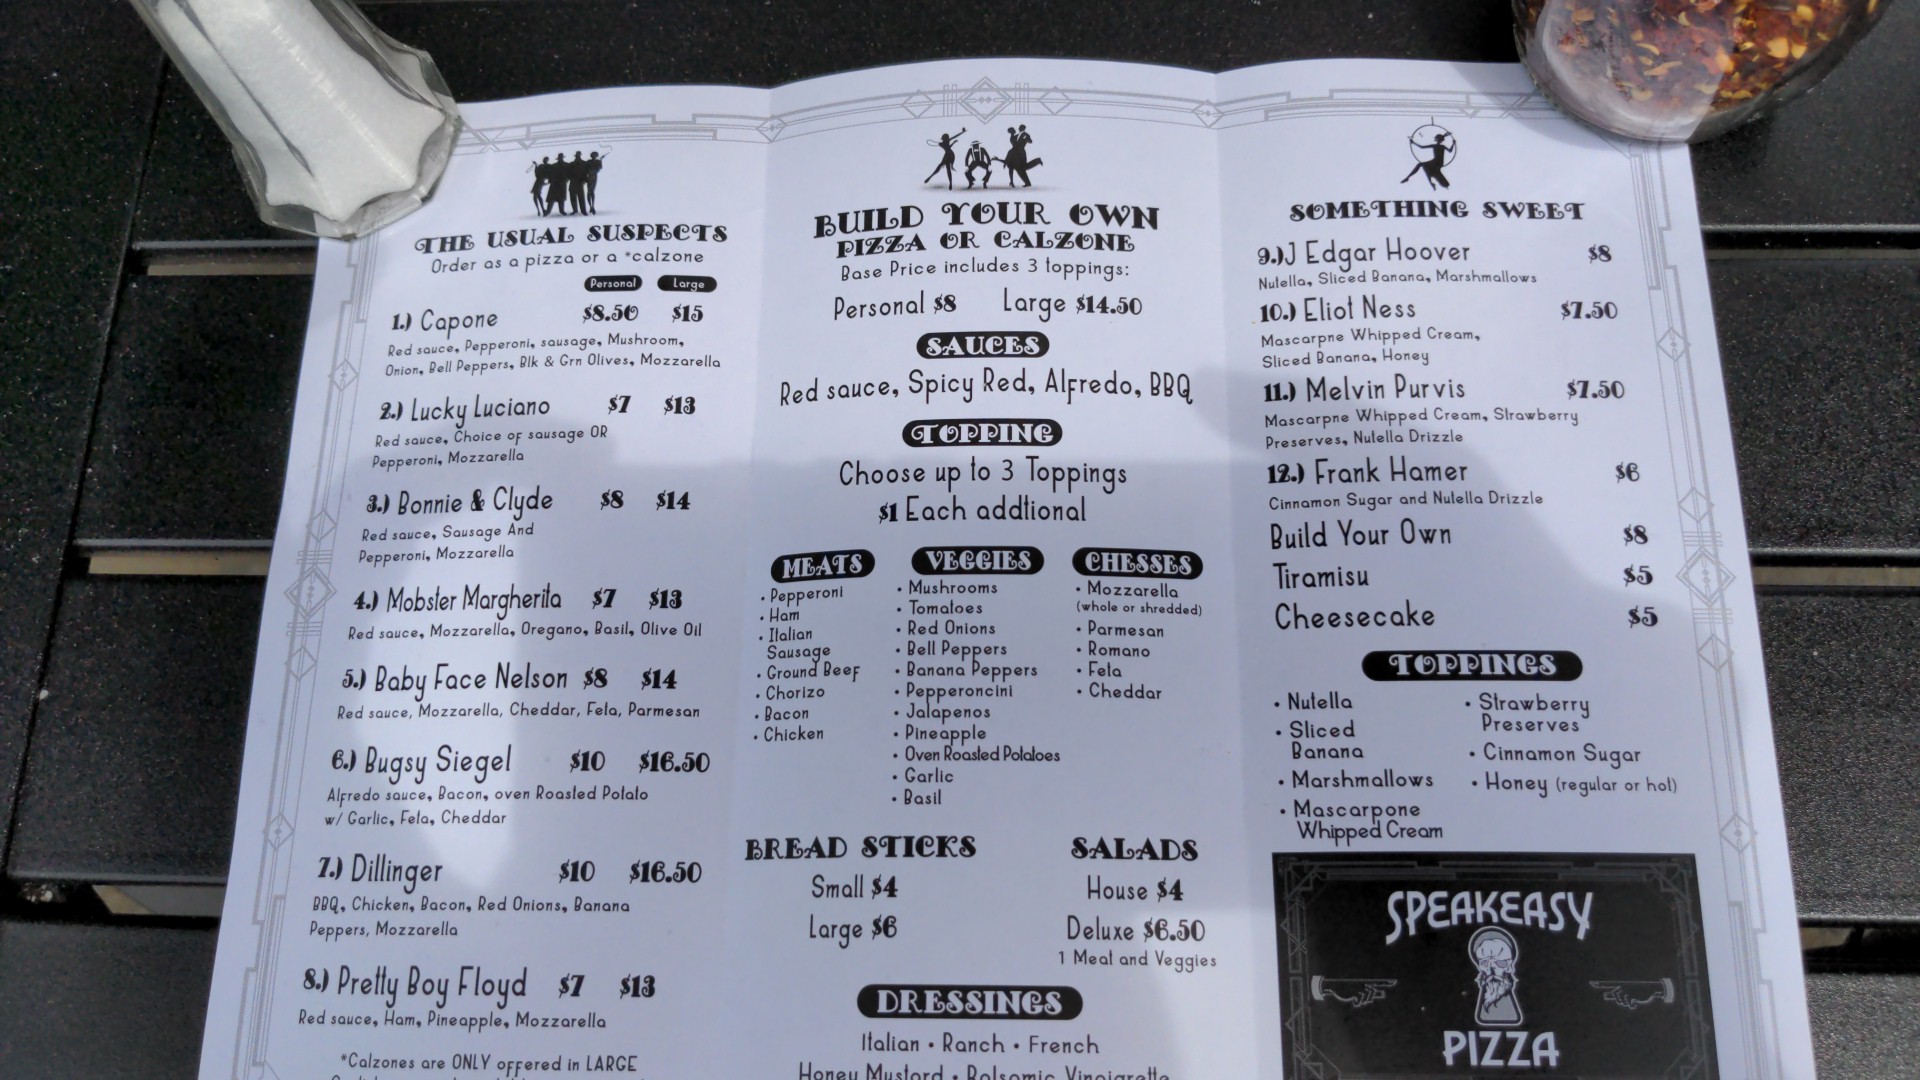 THE USUAL SUSPECTS
Order as a pizza or a *calzone
Personal Large
1.) Capone $8.50 $15
Red sauce, Pepperoni, sausage, Mushroom,
Onion, Bell Peppers, Blk & Grn Olives, Mozzarella
2.) Lucky Luciano $7 $13
Red sauce, Choice of sausage OR
Pepperoni, Mozzarella
3.) Bonnie & Clyde $8 $14
Red sauce, Sausage And
Pepperoni, Mozzarella
4.) Mobster Margherita $7 $13
Red sauce, Mozzarella, Oregano, Basil, Olive Oil
5.) Baby Face Nelson $8 $14
Red sauce, Mozzarella, Cheddar, Feta, Parmesan
6.) Bugsy Siegel $10 $16.50
Alfredo sauce, Bacon, oven Roasted Potato
w/ Garlic, Feta, Cheddar
7.) Dillinger $10 $16.50
BBQ, Chicken, Bacon, Red Onions, Banana
Peppers, Mozzarella
8.) Pretty Boy Floyd $7 $13
Red sauce, Ham, Pineapple, Mozzarella
*Calzones are ONLY offered in LARGE
BUILD YOUR OWN
PIZZA OR CALZONE
Base Price includes 3 toppings:
Personal $8 Large $14.50
SAUCES
Red sauce, Spicy Red, Alfredo, BBQ
TOPPING
Choose up to 3 Toppings
$1 Each addtional
MEATS
• Pepperoni
• Ham
• Italian
Sausage
• Ground Beef
• Chorizo
• Bacon
• Chicken
VEGGIES
• Mushrooms
• Tomatoes
• Red Onions
• Bell Peppers
• Banana Peppers
• Pepperoncini
• Jalapenos
• Pineapple
• Oven Roasted Potatoes
• Garlic
• Basil
CHESSES
• Mozzarella
(whole or shredded)
• Parmesan
• Romano
• Feta
• Cheddar
BREAD STICKS
Small $4
Large $6
SALADS
House $4
Deluxe $6.50
1 Meat and Veggies
DRESSINGS
Italian • Ranch • French
Honey Mustard • Balsamic Vinaigrette
SOMETHING SWEET
9.)J Edgar Hoover $8
Nutella, Sliced Banana, Marshmallows
10.) Eliot Ness $7.50
Mascarpne Whipped Cream,
Sliced Banana, Honey
11.) Melvin Purvis $7.50
Mascarpne Whipped Cream, Strawberry
Preserves, Nutella Drizzle
12.) Frank Hamer $6
Cinnamon Sugar and Nutella Drizzle
Build Your Own $8
Tiramisu $5
Cheesecake $5
TOPPINGS
• Nutella
• Sliced
Banana
• Marshmallows
• Mascarpone
Whipped Cream
• Strawberry
Preserves
• Cinnamon Sugar
• Honey (regular or hot)
SPEAKEASY
PIZZA